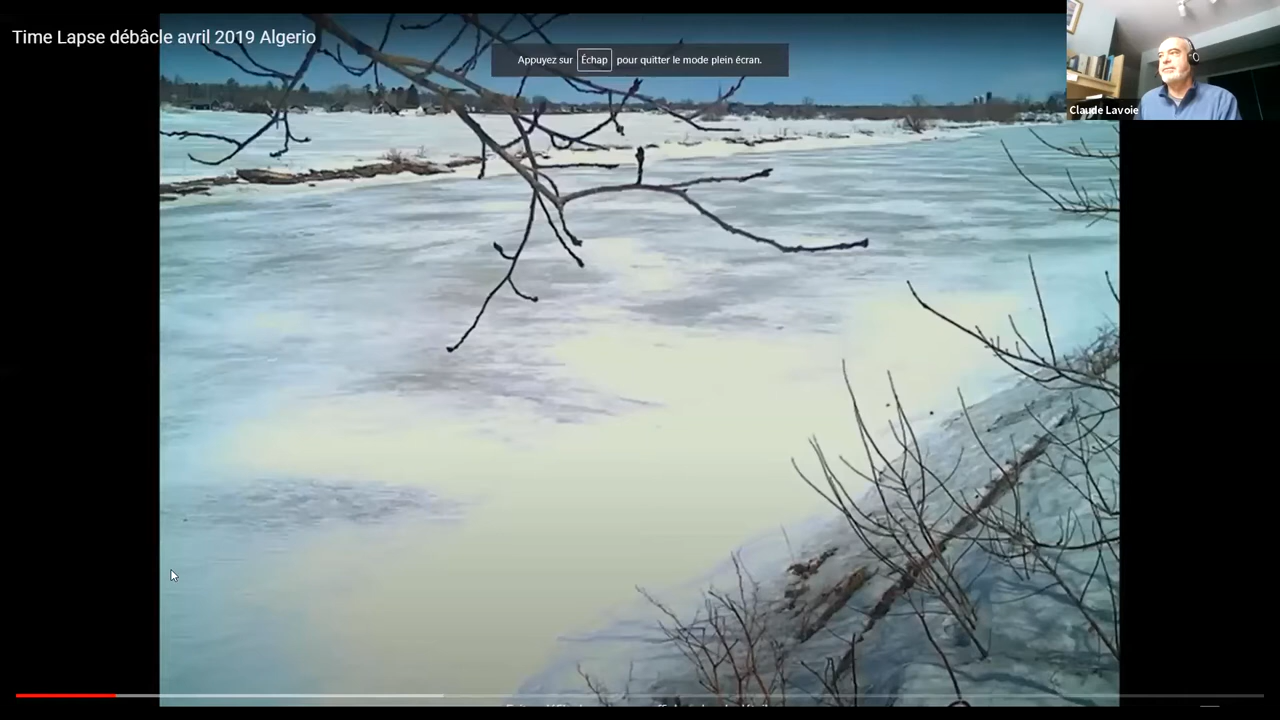 Time Lapse débâcle avril 2019 Algerio
Appuyez sur Échap pour quitter le mode plein écran.
Claude Lavoie